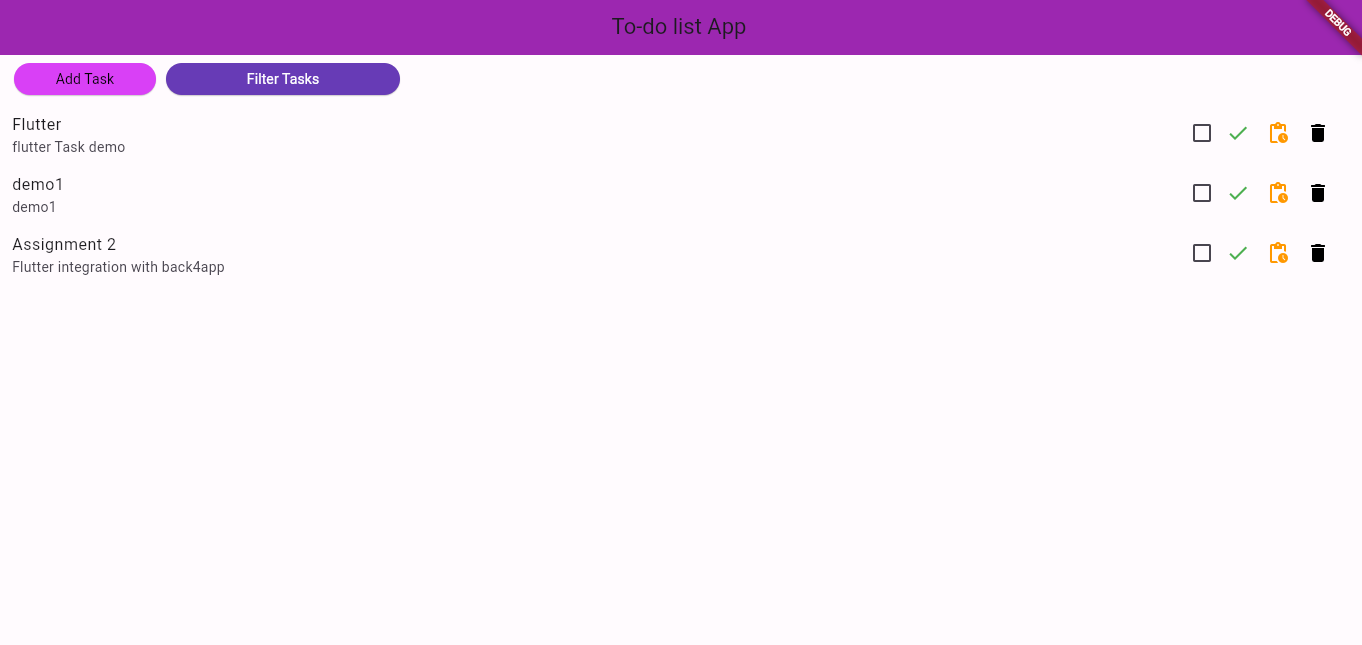 To-do list App
DEBUG
Add Task
Filter Tasks
Flutter
flutter Task demo
demo1
demo1
Assignment 2
Flutter integration with back4app